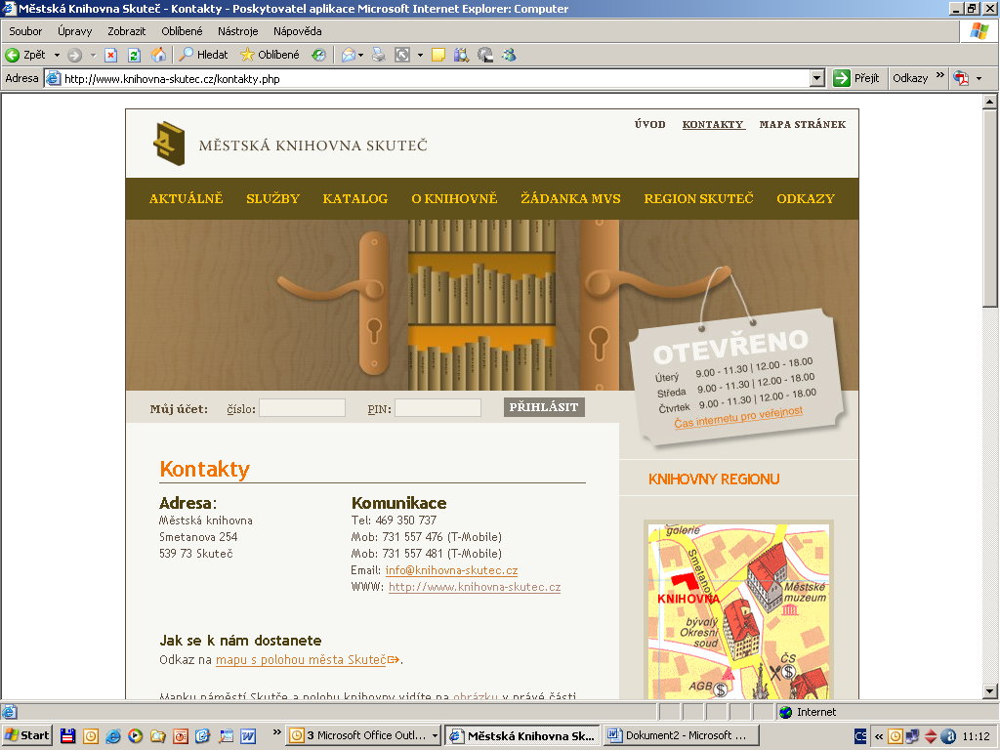 Městská Knihovna Skuteč - Kontakty - Poskytovatel aplikace Microsoft Internet Explorer: Computer
Soubor Úpravy Zobrazit Oblíbené Nástroje Nápověda
Zpět Hledat Oblíbené
Adresa http://www.knihovna-skutec.cz/kontakty.php Přejít Odkazy »
ÚVOD KONTAKTY MAPA STRÁNEK
MĚSTSKÁ KNIHOVNA SKUTEČ
AKTUÁLNĚ SLUŽBY KATALOG O KNIHOVNĚ ŽÁDANKA MVS REGION SKUTEČ ODKAZY
OTEVŘENO
Úterý 9.00 - 11.30 | 12.00 - 18.00
Středa 9.00 - 11.30 | 12.00 - 18.00
Čtvrtek 9.00 - 11.30 | 12.00 - 18.00
Čas internetu pro veřejnost
Můj účet: číslo: PIN: PŘIHLÁSIT
Kontakty
Adresa:
Městská knihovna
Smetanova 254
539 73 Skuteč
Komunikace
Tel: 469 350 737
Mob: 731 557 476 (T-Mobile)
Mob: 731 557 481 (T-Mobile)
Email: info@knihovna-skutec.cz
WWW: http://www.knihovna-skutec.cz
Jak se k nám dostanete
Odkaz na mapu s polohou města Skuteč.
Mapku náměstí Skutče a polohu knihovny vidíte na obrázku v pravé části
KNIHOVNY REGIONU
galerie
Smetanova
KNIHOVNA
Městské
muzeum
bývalý
Okresní
soud
ČS
AGB
Internet
Start » 3 Microsoft Office Outl... Městská Knihovna Sk... Dokument2 - Microsoft ... CS « 11:12